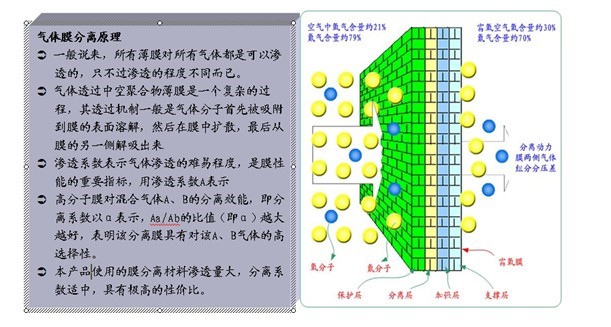 气体膜分离原理
一般说来，所有薄膜对所有气体都是可以渗
透的，只不过渗透的程度不同而已。
气体透过中空聚合物薄膜是一个复杂的过
程，其透过机制一般是气体分子首先被吸附
到膜的表面溶解，然后在膜中扩散，最后从
膜的另一侧解吸出来
渗透系数表示气体渗透的难易程度，是膜性
能的重要指标，用渗透系数A表示
高分子膜对混合气体A、B的分离效能，即分
离系数以α表示，Aa/Ab的比值（即α）越大
越好，表明该分离膜具有对该A、B气体的高
选择性。
本产品使用的膜分离材料渗透量大，分离系
数适中，具有极高的性价比。
空气中氧气含量约21%
氮气含量约79%
富氧空气氧气含量约30%
氮气含量约70%
分离动力
膜两侧气体
组分分压差
富氧膜
氧分子
氮分子
保护层
分离层
加强层
支撑层